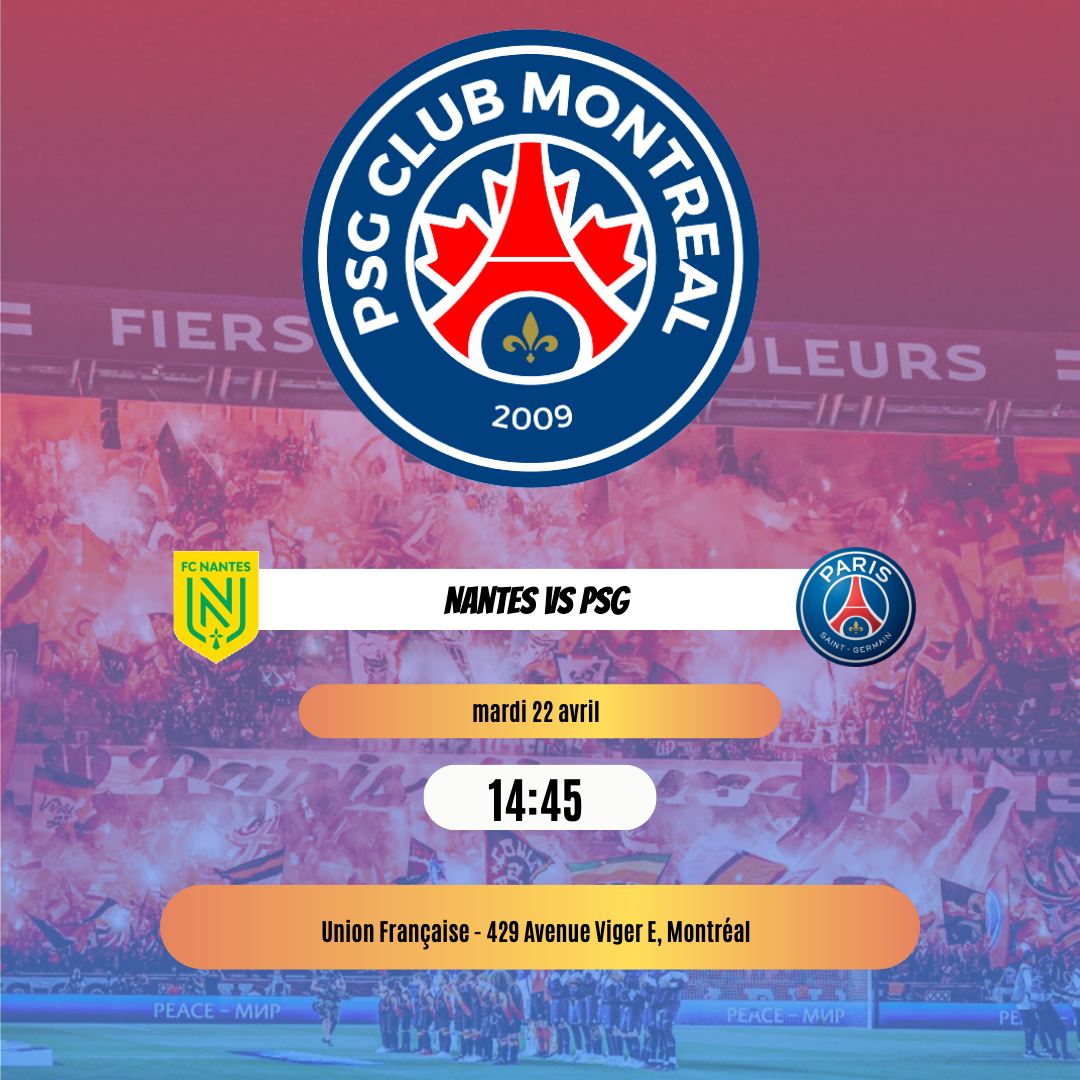 PSG CLUB MONTREAL
2009
FIERS
ULEURS
FC NANTES
N
NANTES VS PSG
PARIS
SAINT-GERMAIN
mardi 22 avril
14:45
Union Française - 429 Avenue Viger E, Montréal
PEACE – МИР
PEACE – МИР